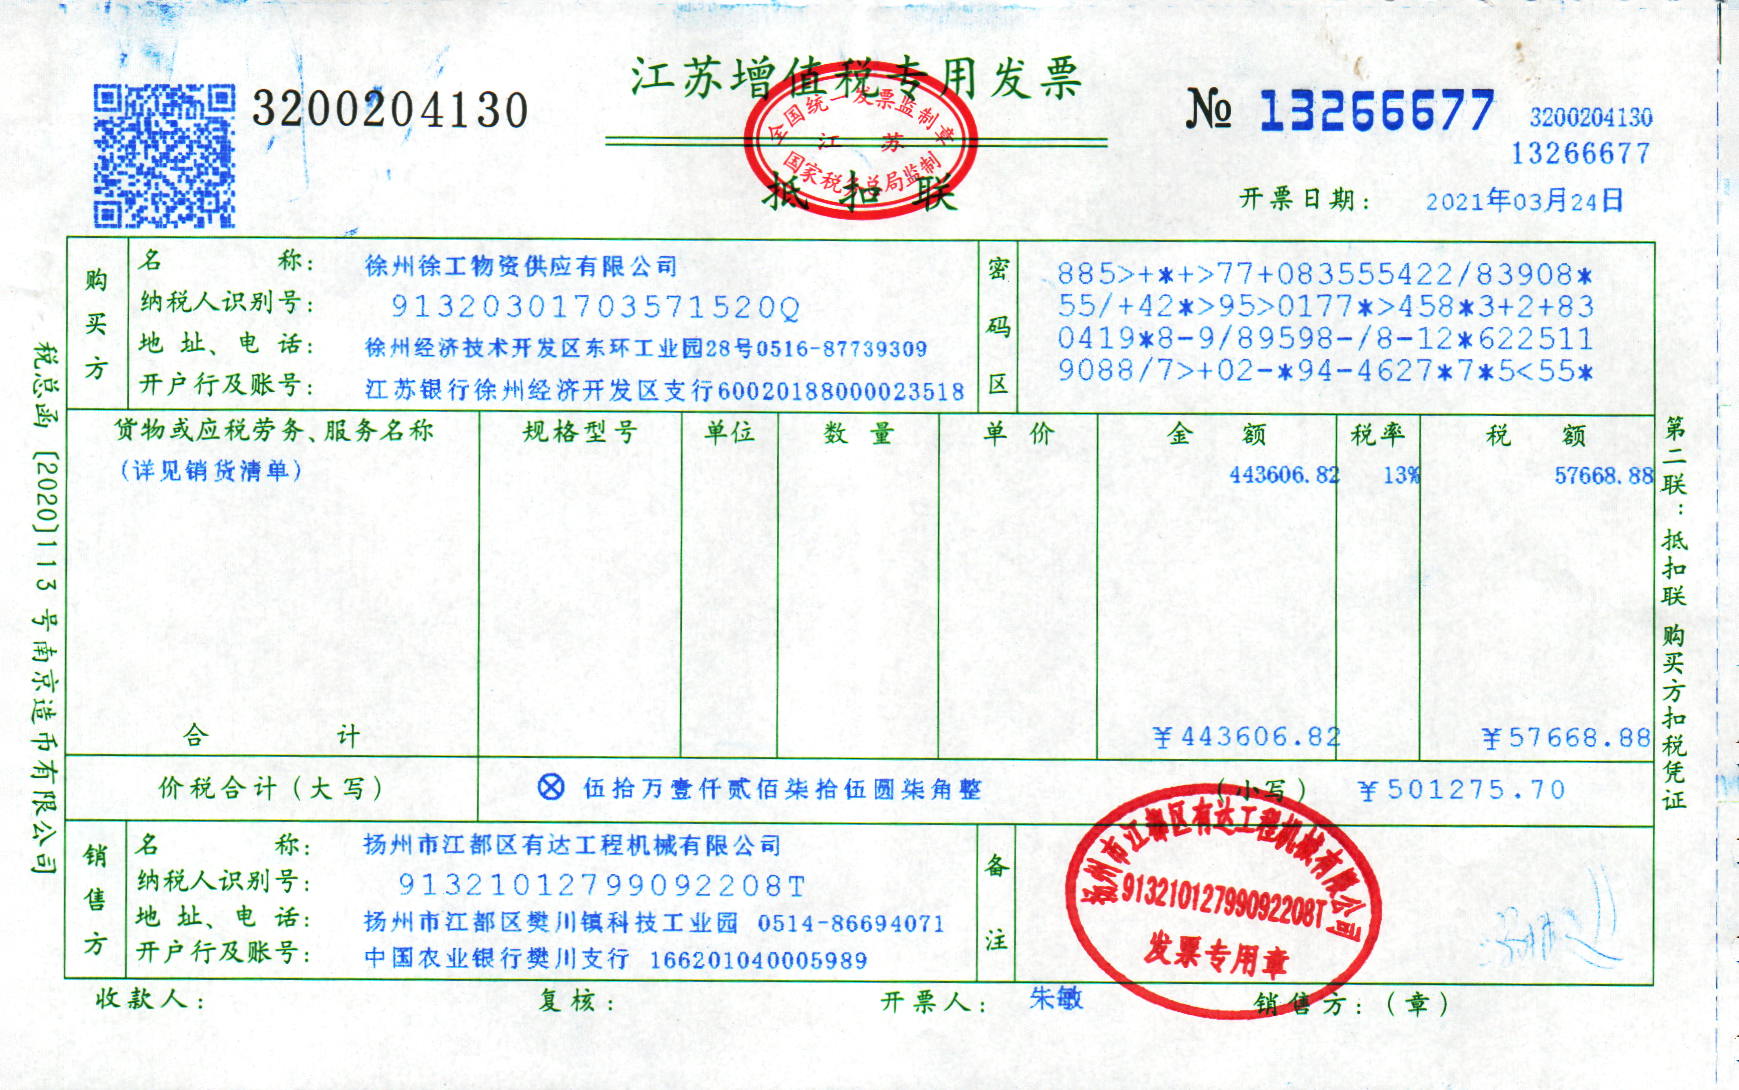 江苏增值税专用发票
3200204130
№ 13266677
3200204130
13266677
全国统一发票监制章
江 苏
国家税务总局监制
抵 扣 联
开票日期: 2021年03月24日
购买方
名 称: 徐州徐工物资供应有限公司
纳税人识别号: 91320301703571520Q
地 址、电 话: 徐州经济技术开发区东环工业园28号0516-87739309
开户行及账号: 江苏银行徐州经济开发区支行60020188000023518
密码区
885>+*+>77+083555422/83908*
55/+42*>95>0177*>458*3+2+83
0419*8-9/89598-/8-12*622511
9088/7>+02-*94-4627*7*5<55*
货物或应税劳务、服务名称 规格型号 单位 数 量 单 价 金 额 税率 税 额
(详见销货清单) 443606.82 13% 57668.88
合 计 ¥443606.82 ¥57668.88
价税合计(大写) ⊗伍拾万壹仟贰佰柒拾伍圆柒角整 (小写) ¥501275.70
销售方
名 称: 扬州市江都区有达工程机械有限公司
纳税人识别号: 91321012799092208T
地 址、电 话: 扬州市江都区樊川镇科技工业园 0514-86694071
开户行及账号: 中国农业银行樊川支行 166201040005989
备注
扬州市江都区有达工程机械有限公司
91321012799092208T
发票专用章
收款人: 复核: 开票人: 朱敏 销售方:(章)
税总函[2020]113号南京造币有限公司
第二联:抵扣联 购买方扣税凭证